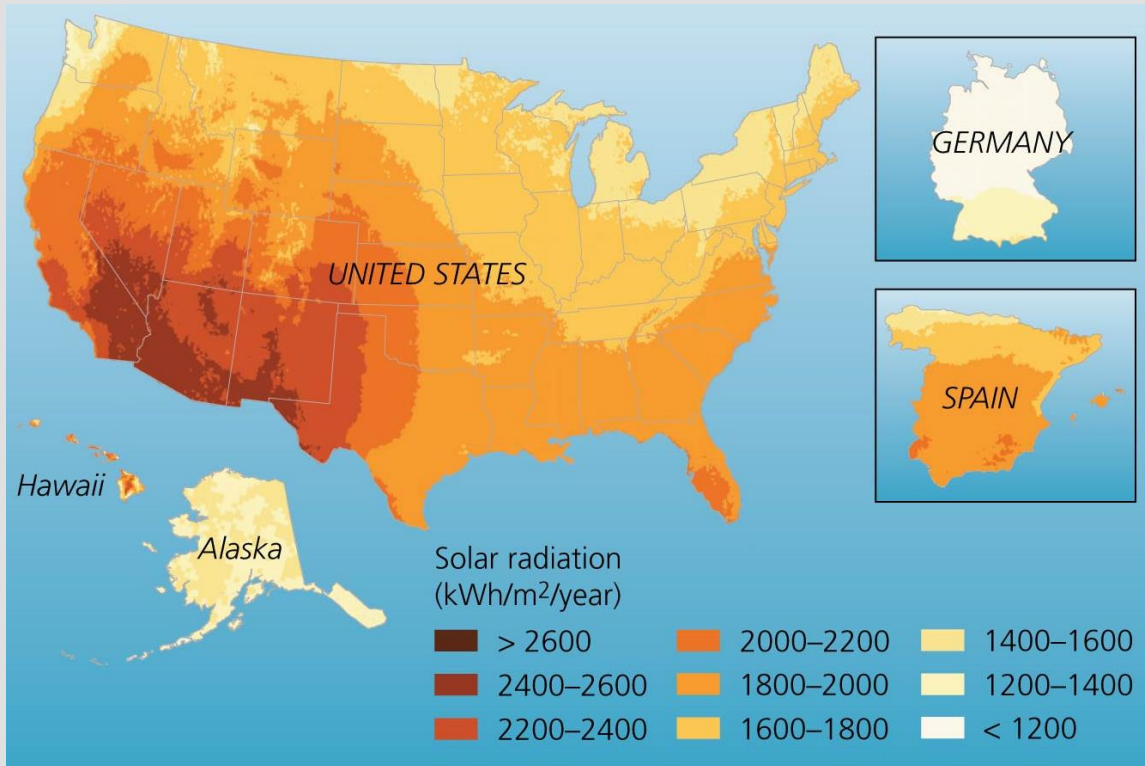 GERMANY
UNITED STATES
SPAIN
Hawaii
Alaska
Solar radiation
(kWh/m²/year)
> 2600
2400–2600
2200–2400
2000–2200
1800–2000
1600–1800
1400–1600
1200–1400
< 1200